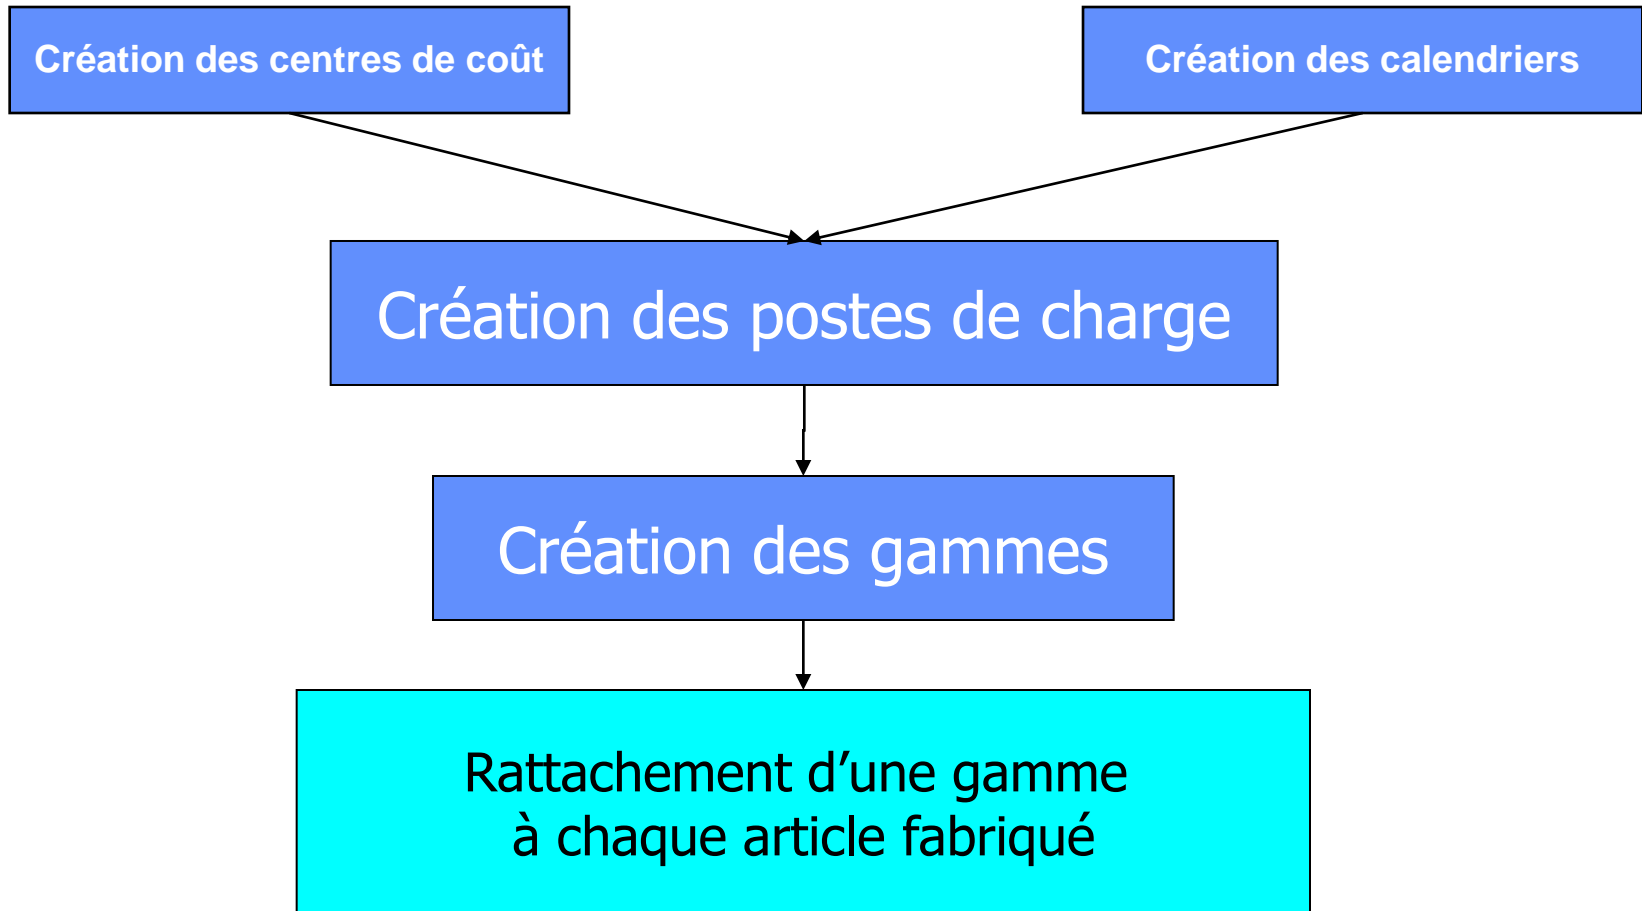 Création des centres de coût
Création des calendriers
Création des postes de charge
Création des gammes
Rattachement d’une gamme
à chaque article fabriqué